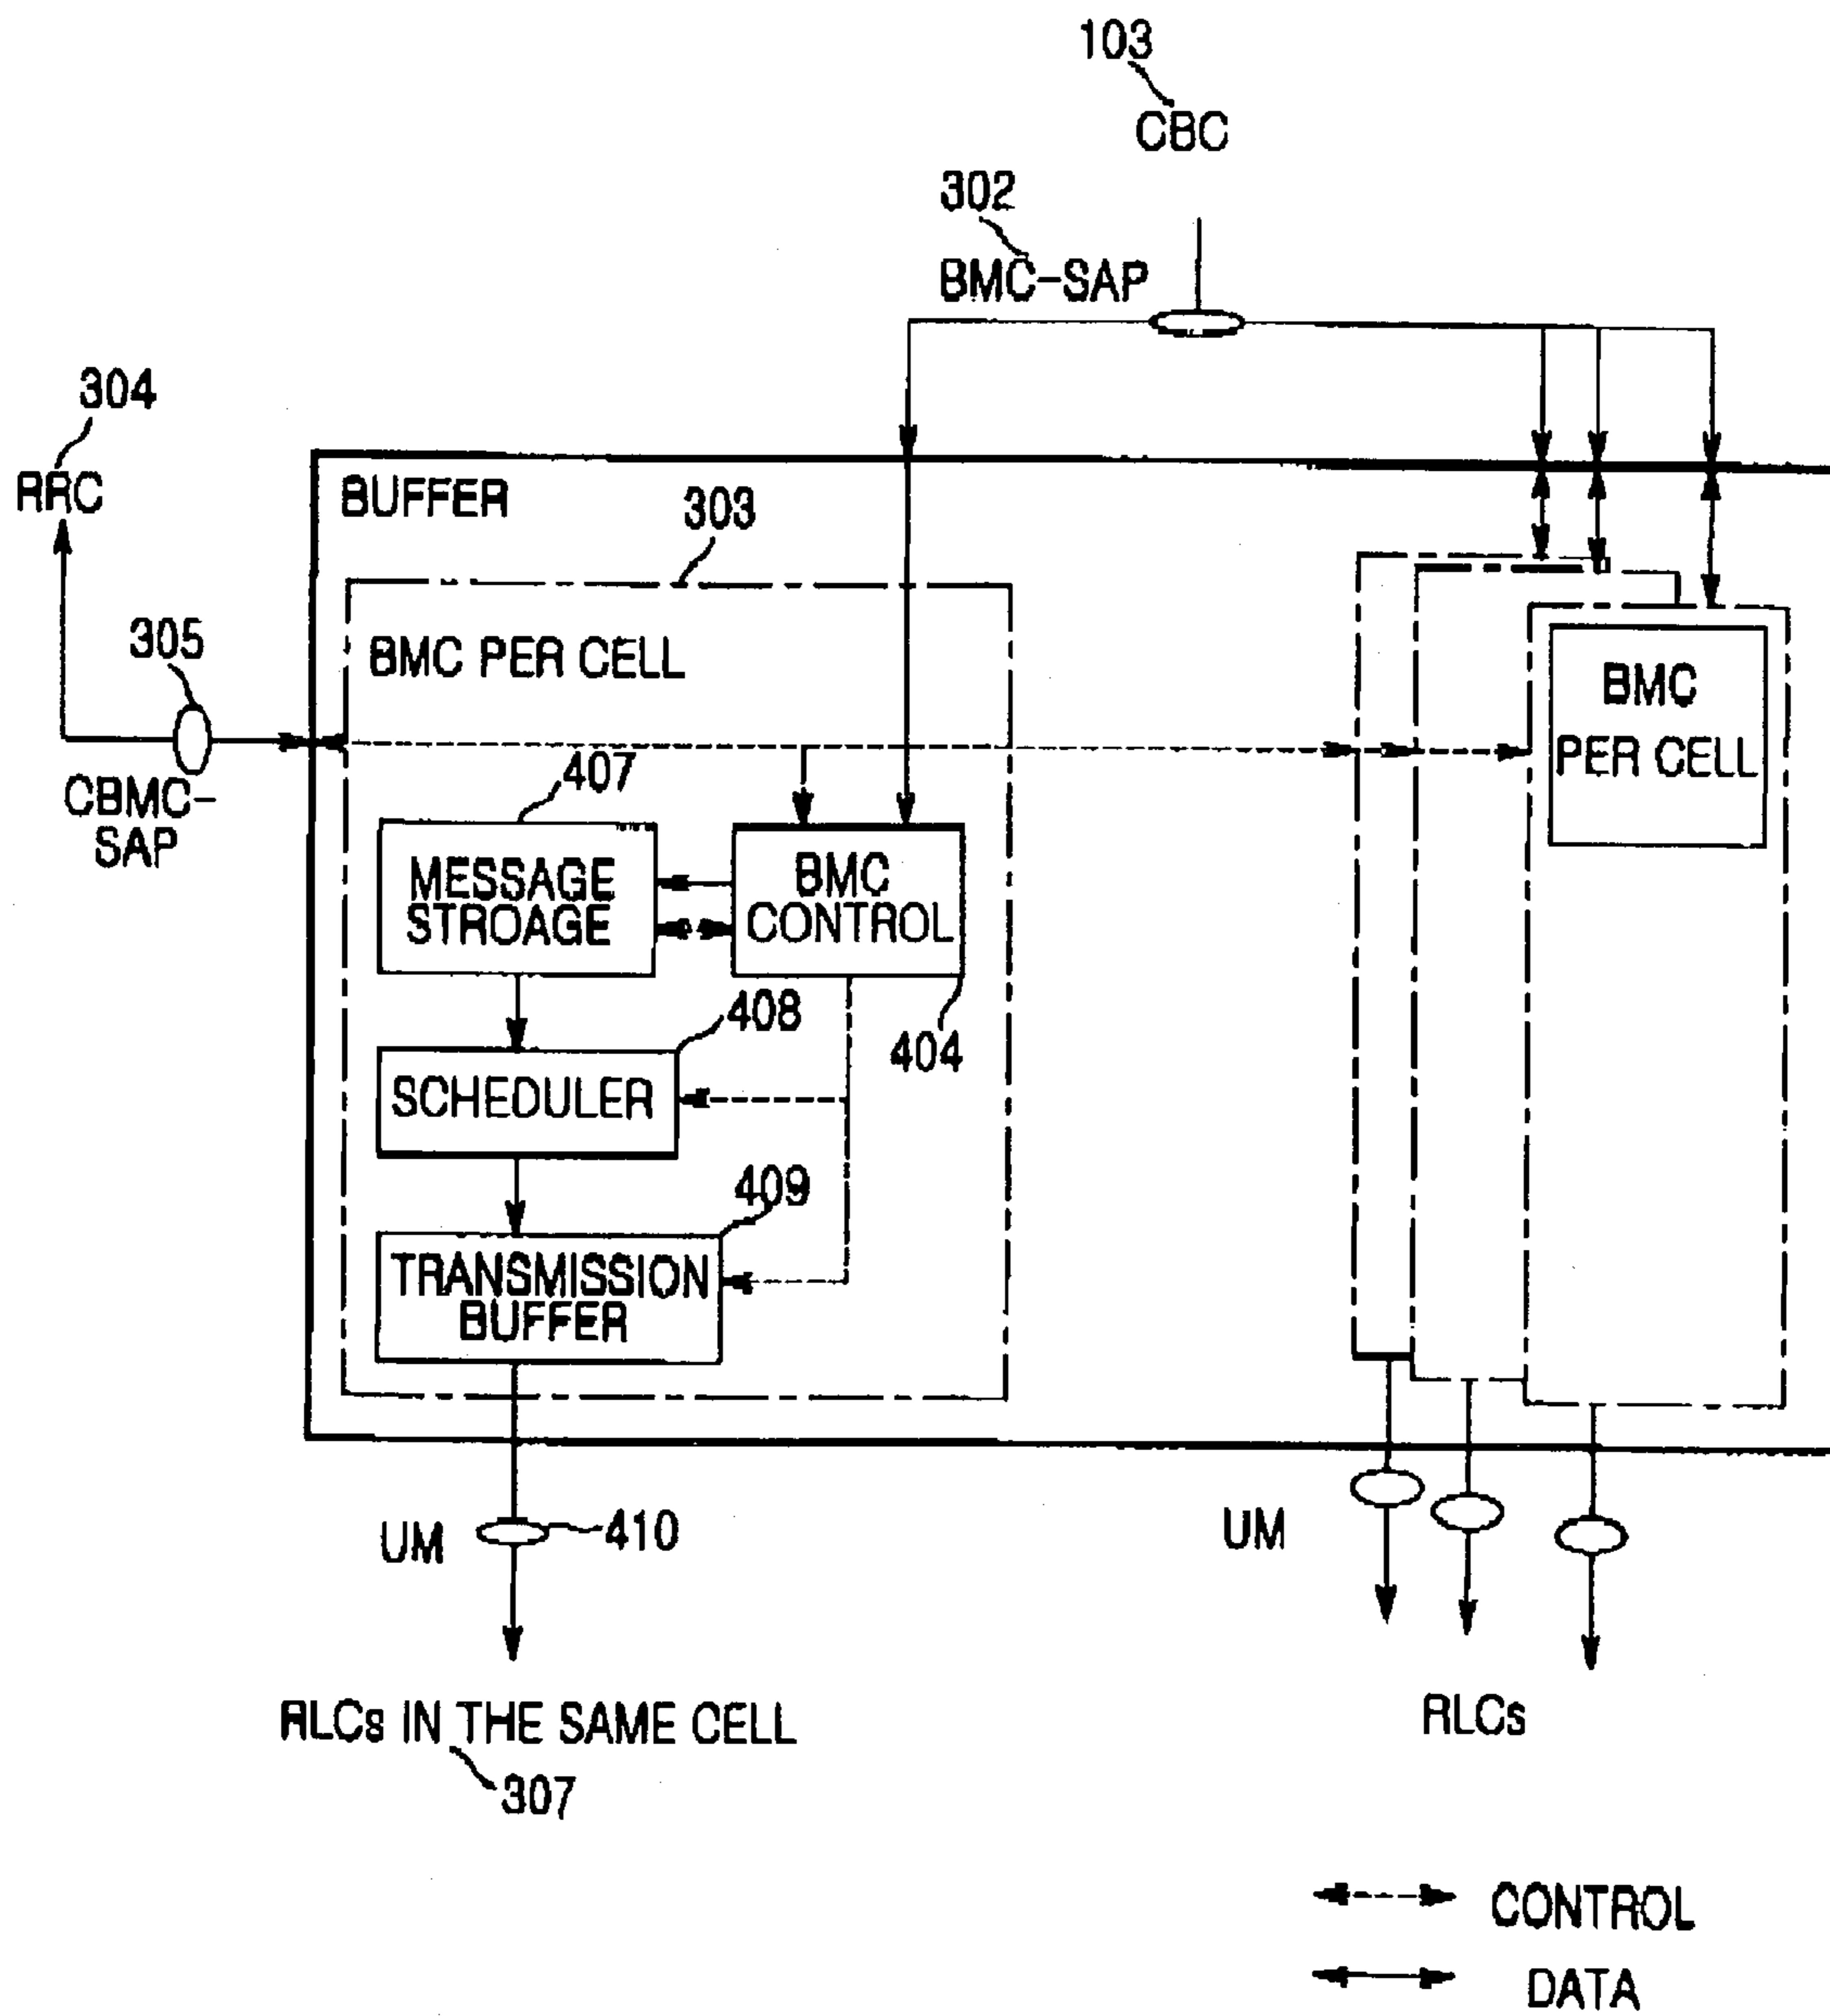 103
CBC
302
BMC-SAP
304
RRC
BUFFER
303
305
BMC PER CELL
BMC
PER CELL
CBMC-
SAP
407
MESSAGE
STROAGE
BMC
CONTROL
408
404
SCHEDULER
409
TRANSMISSION
BUFFER
UM
410
UM
RLCs IN THE SAME CELL
307
RLCs
CONTROL
DATA